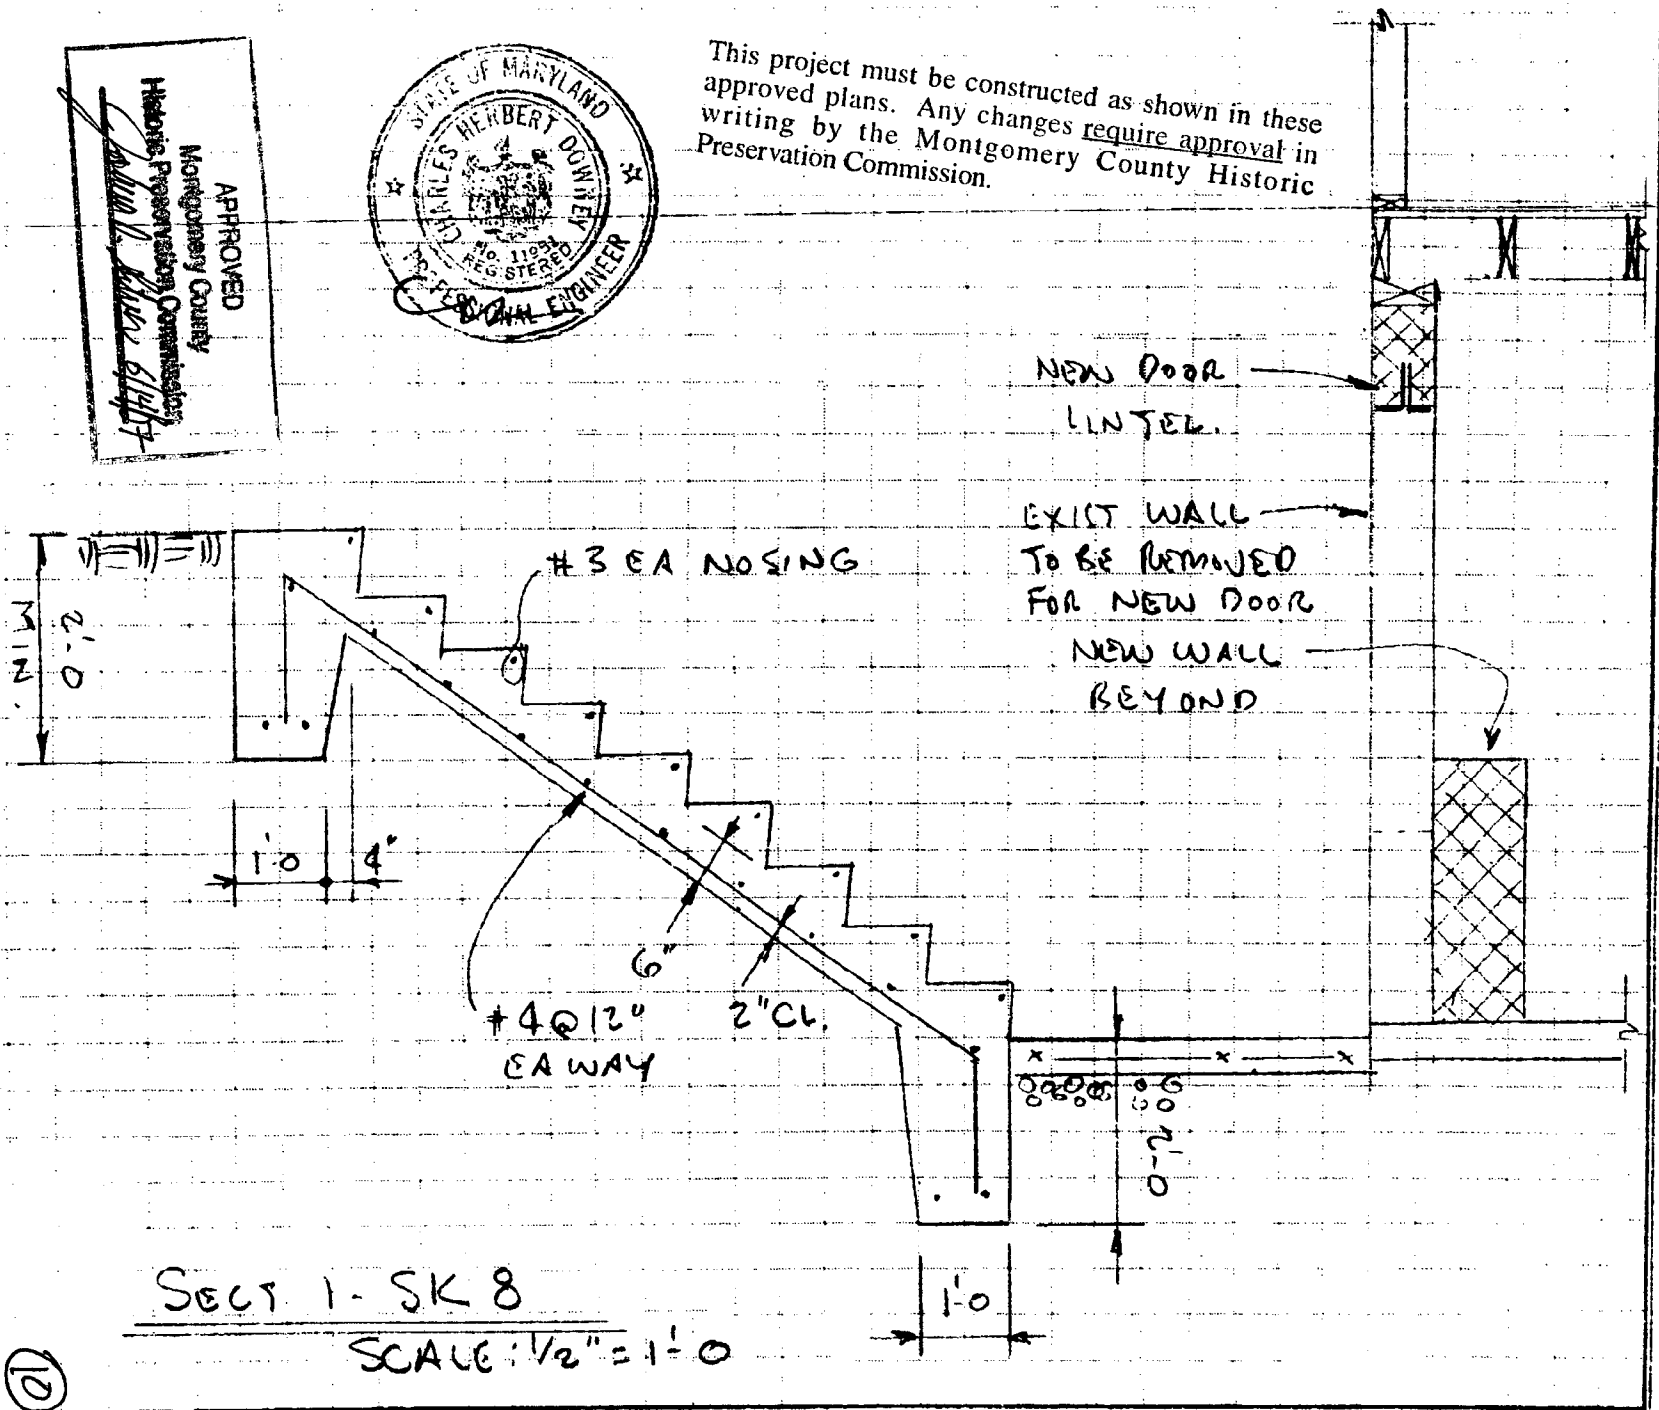 APPROVED
Montgomery County
Historic Preservation Commission
STATE OF MARYLAND
CHARLES HERBERT DOWNEY
No. 11051
REGISTERED
PROFESSIONAL ENGINEER
This project must be constructed as shown in these
approved plans. Any changes require approval in
writing by the Montgomery County Historic
Preservation Commission.
NEW DOOR
LINTEL.
EXIST WALL
TO BE REMOVED
FOR NEW DOOR
NEW WALL
BEYOND
#3 EA NOSING
2'-0
MIN.
1'-0
4"
6"
2"CL.
#4@12"
EA WAY
2'-0
1'-0
SECT 1 - SK 8
SCALE: 1/2" = 1'-0
10